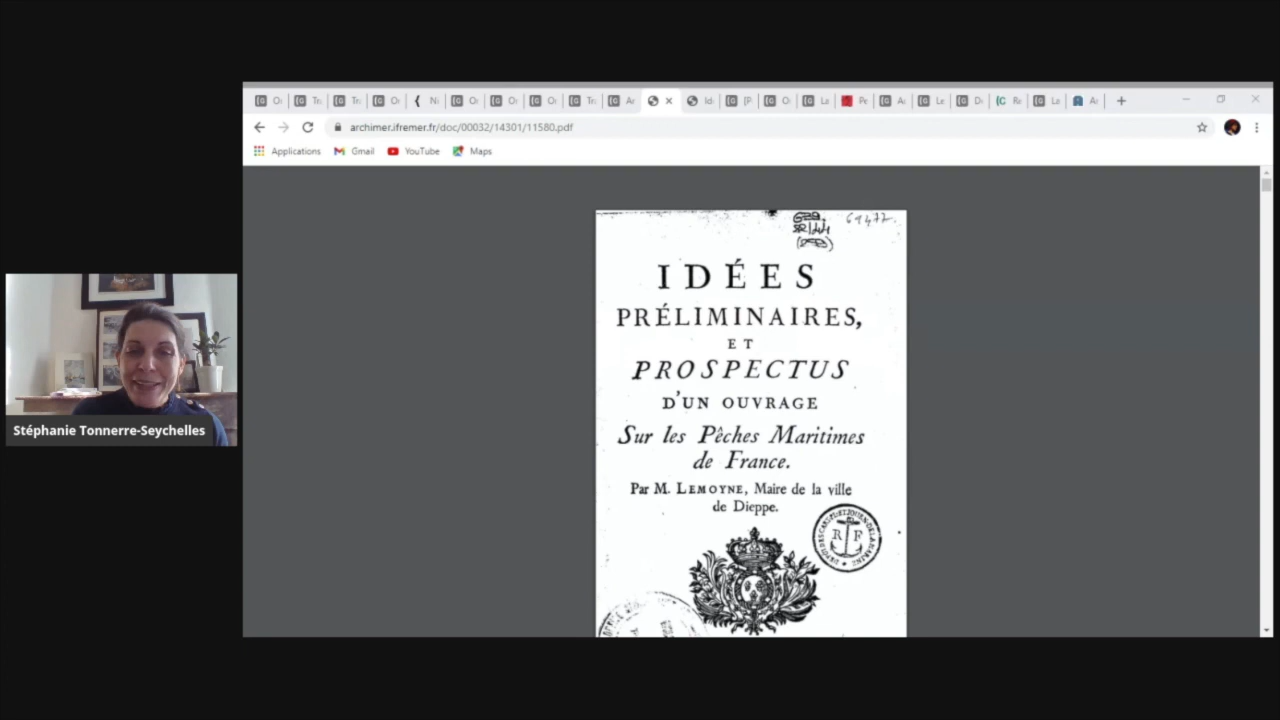 archimer.ifremer.fr/doc/00032/14301/11580.pdf
Applications Gmail YouTube Maps
69477.
IDÉES
PRÉLIMINAIRES,
ET
PROSPECTUS
D'UN OUVRAGE
Sur les Pêches Maritimes
de France.
Par M. LEMOYNE, Maire de la ville
de Dieppe.
R F
Stéphanie Tonnerre-Seychelles